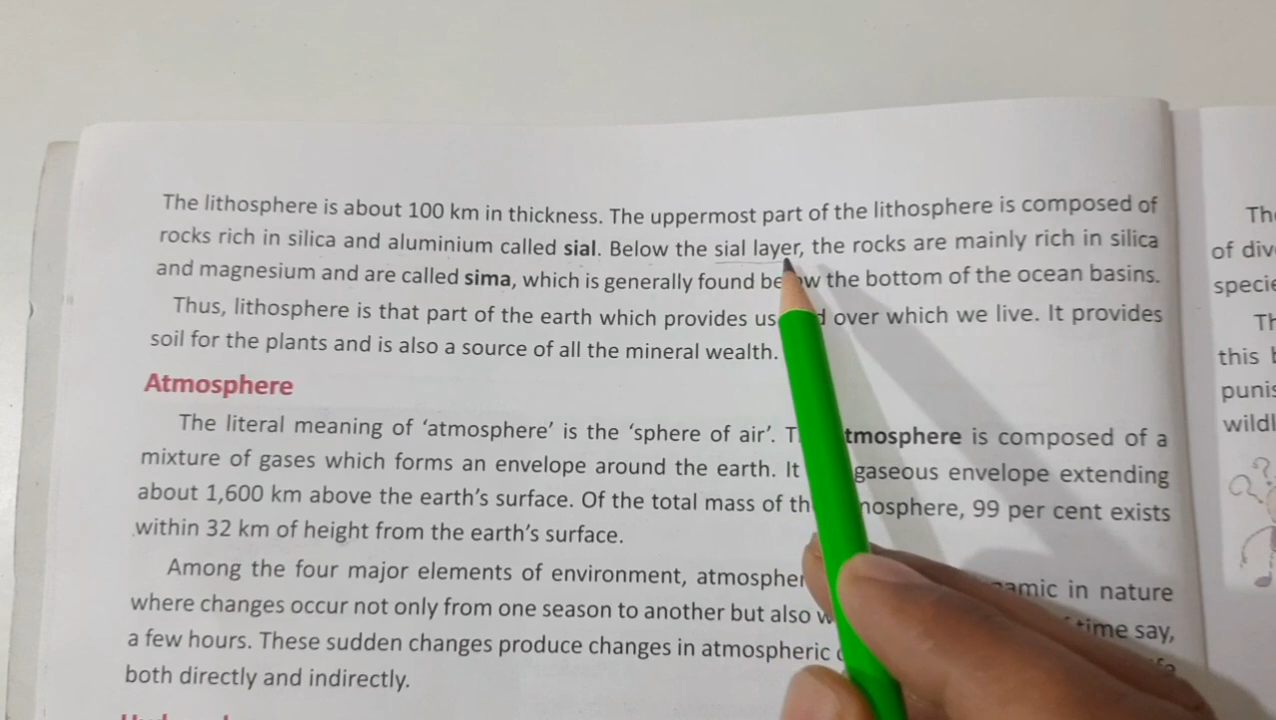 The lithosphere is about 100 km in thickness. The uppermost part of the lithosphere is composed of
rocks rich in silica and aluminium called sial. Below the sial layer, the rocks are mainly rich in silica
and magnesium and are called sima, which is generally found below the bottom of the ocean basins.
Thus, lithosphere is that part of the earth which provides us over which we live. It provides
soil for the plants and is also a source of all the mineral wealth.
Atmosphere
The literal meaning of ‘atmosphere’ is the ‘sphere of air’. tmosphere is composed of a
mixture of gases which forms an envelope around the earth. It gaseous envelope extending
about 1,600 km above the earth’s surface. Of the total mass of th nosphere, 99 per cent exists
within 32 km of height from the earth’s surface.
Among the four major elements of environment, atmospher namic in nature
where changes occur not only from one season to another but also w time say,
a few hours. These sudden changes produce changes in atmospheric
both directly and indirectly.
of div
specie
Th
this
punis
wildl